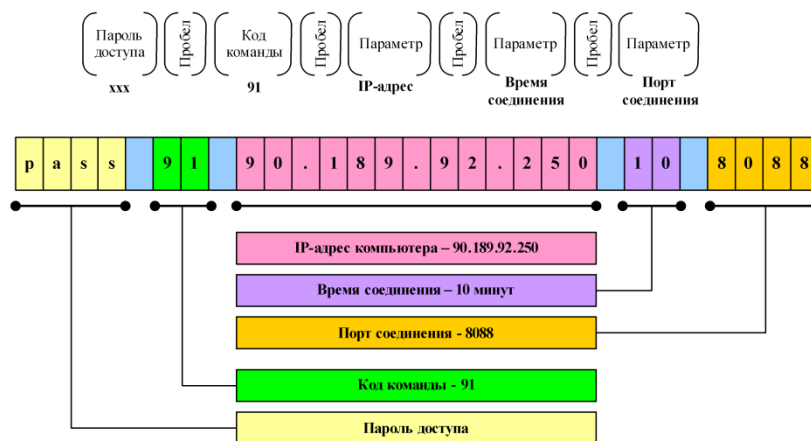 Пароль доступа
Пробел
Код команды
Пробел
Параметр
Пробел
Параметр
Пробел
Параметр
xxx
91
IP-адрес
Время соединения
Порт соединения
p a s s 9 1 9 0 . 1 8 9 . 9 2 . 2 5 0 1 0 8 0 8 8
IP-адрес компьютера – 90.189.92.250
Время соединения – 10 минут
Порт соединения - 8088
Код команды - 91
Пароль доступа